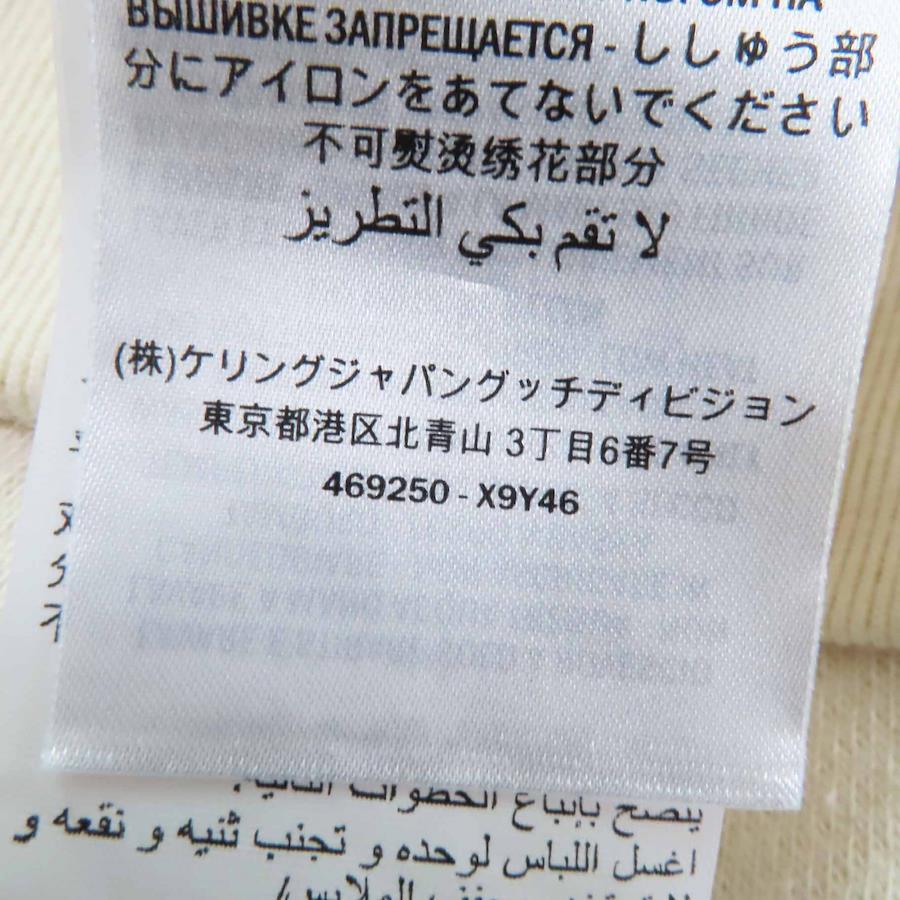 ВЫШИВКЕ ЗАПРЕЩАЕТСЯ - ししゅう部
分にアイロンをあてないでください
不可熨烫绣花部分
لا تقم بكي التطريز
(株)ケリングジャパングッチディビジョン
東京都港区北青山 3丁目6番7号
469250 - X9Y46
ينصح بإتباع الخطوات التالية:
اغسل اللباس لوحده و تجنب ثنيه و نقعه و